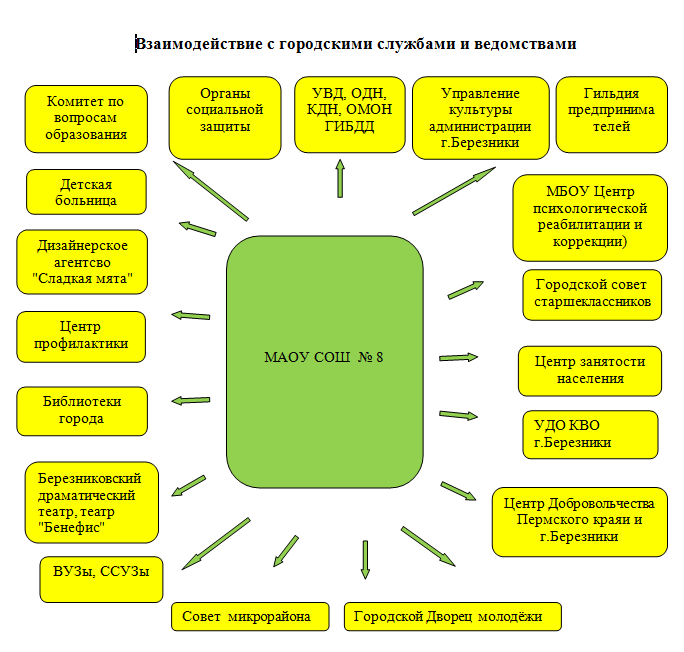 Взаимодействие с городскими службами и ведомствами
Комитет по
вопросам
образования
Органы
социальной
защиты
УВД, ОДН,
КДН, ОМОН
ГИБДД
Управление
культуры
администрации
г.Березники
Гильдия
предпринима
телей
Детская
больница
МБОУ Центр
психологической
реабилитации и
коррекции)
Дизайнерское
агентсво
"Сладкая мята"
Городской совет
старшеклассников
Центр
профилактики
МАОУ СОШ № 8
Центр занятости
населения
Библиотеки
города
УДО КВО
г.Березники
Березниковский
драматический
театр, театр
"Бенефис"
Центр Добровольчества
Пермского краяи и
г.Березники
ВУЗы, ССУЗы
Совет микрорайона
Городской Дворец молодёжи